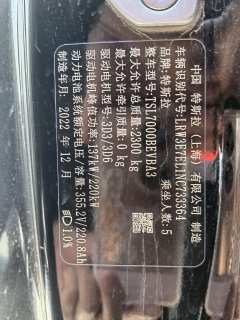 中国 特斯拉（上海）有限公司 制造
车辆识别代号:LRW3E7EL1NC733364
品牌: 特斯拉 乘坐人数:5
整车型号:TSL7000BEVBA3
最大允许总质量:2300 kg
最大允许牵引质量:0 kg
驱动电机型号:3D3/3D6
驱动电机峰值功率:137kW/220kW
动力电池系统额定电压/容量:355.2V/220.8Ah
制造年月: 2022 年 12 月
SD 1.0%